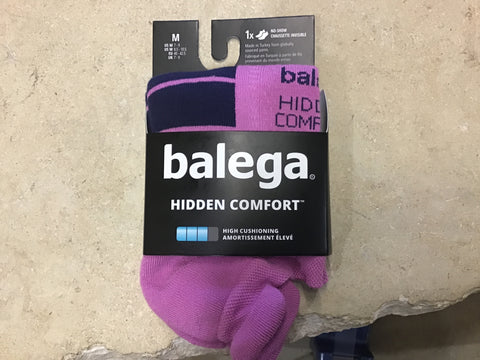 M
1x
NO SHOW
CHAUSSETTE INVISIBLE
Made in Turkey from globally
sourced yarns.
Fabriqué en Turquie à partir de fils
provenant du monde entier.
bal
HIDD
COMF
balega®
HIDDEN COMFORT™
HIGH CUSHIONING
AMORTISSEMENT ÉLEVÉ